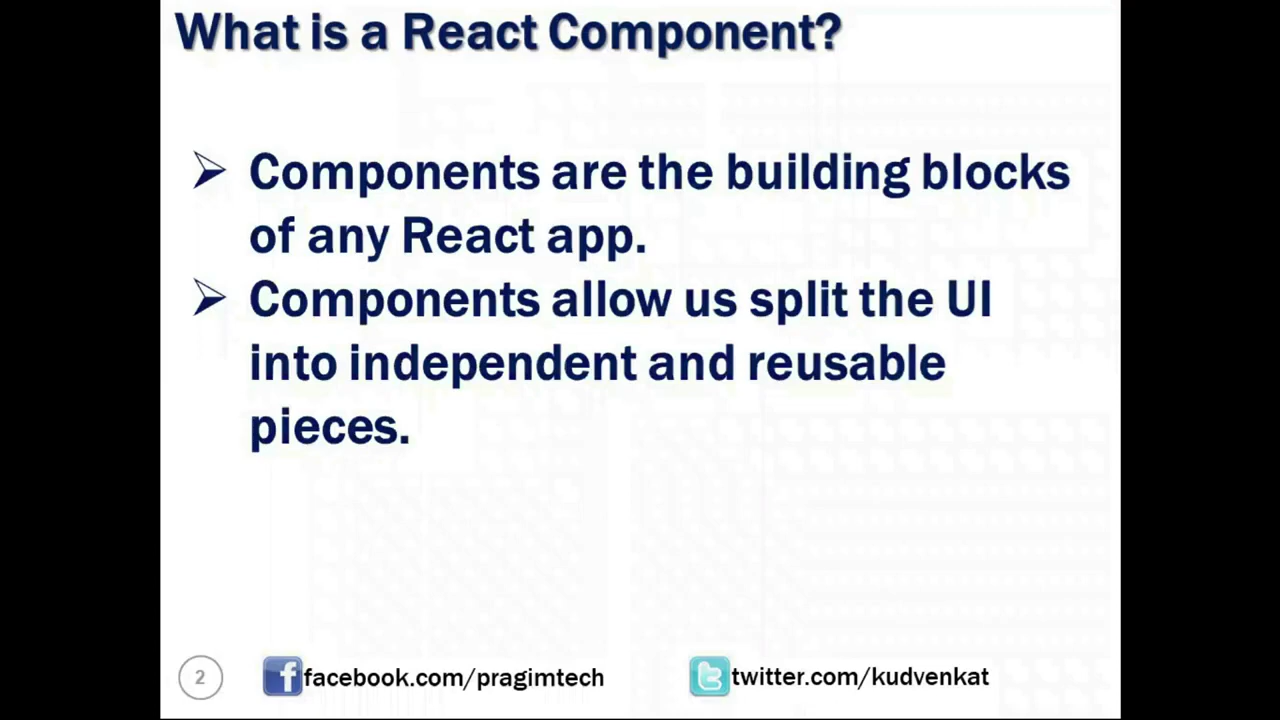 What is a React Component?
Components are the building blocks
of any React app.
Components allow us split the UI
into independent and reusable
pieces.
2 facebook.com/pragimtech twitter.com/kudvenkat